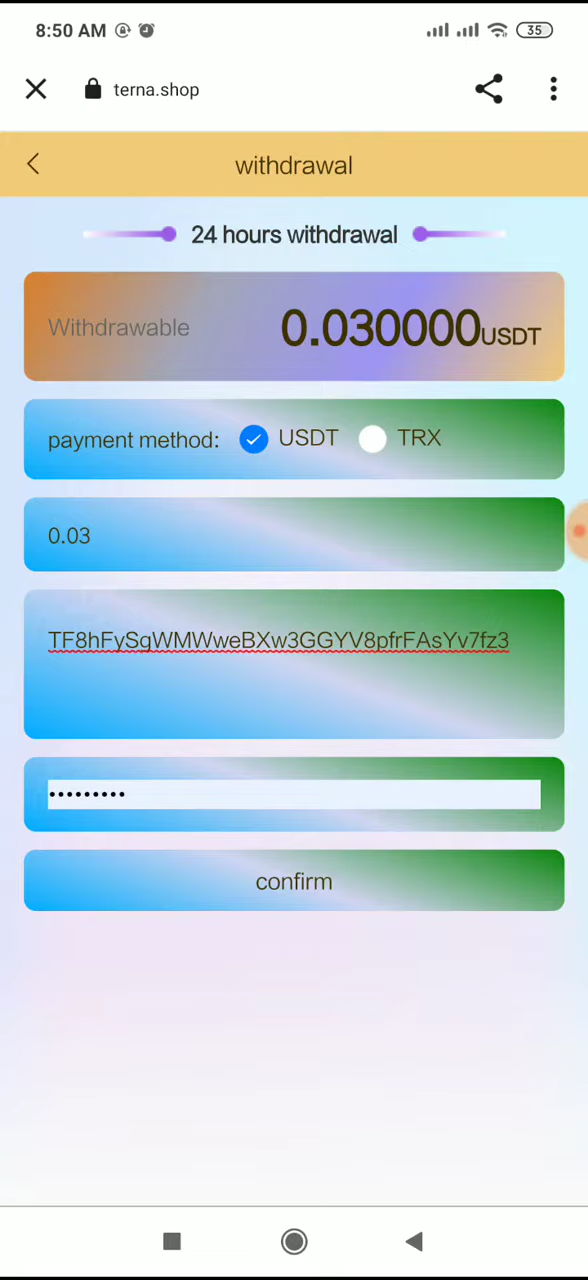 8:50 AM
35
terna.shop
withdrawal
24 hours withdrawal
Withdrawable
0.030000USDT
payment method: USDT TRX
0.03
TF8hFySgWMWweBXw3GGYV8pfrFAsYv7fz3
•••••••••
confirm